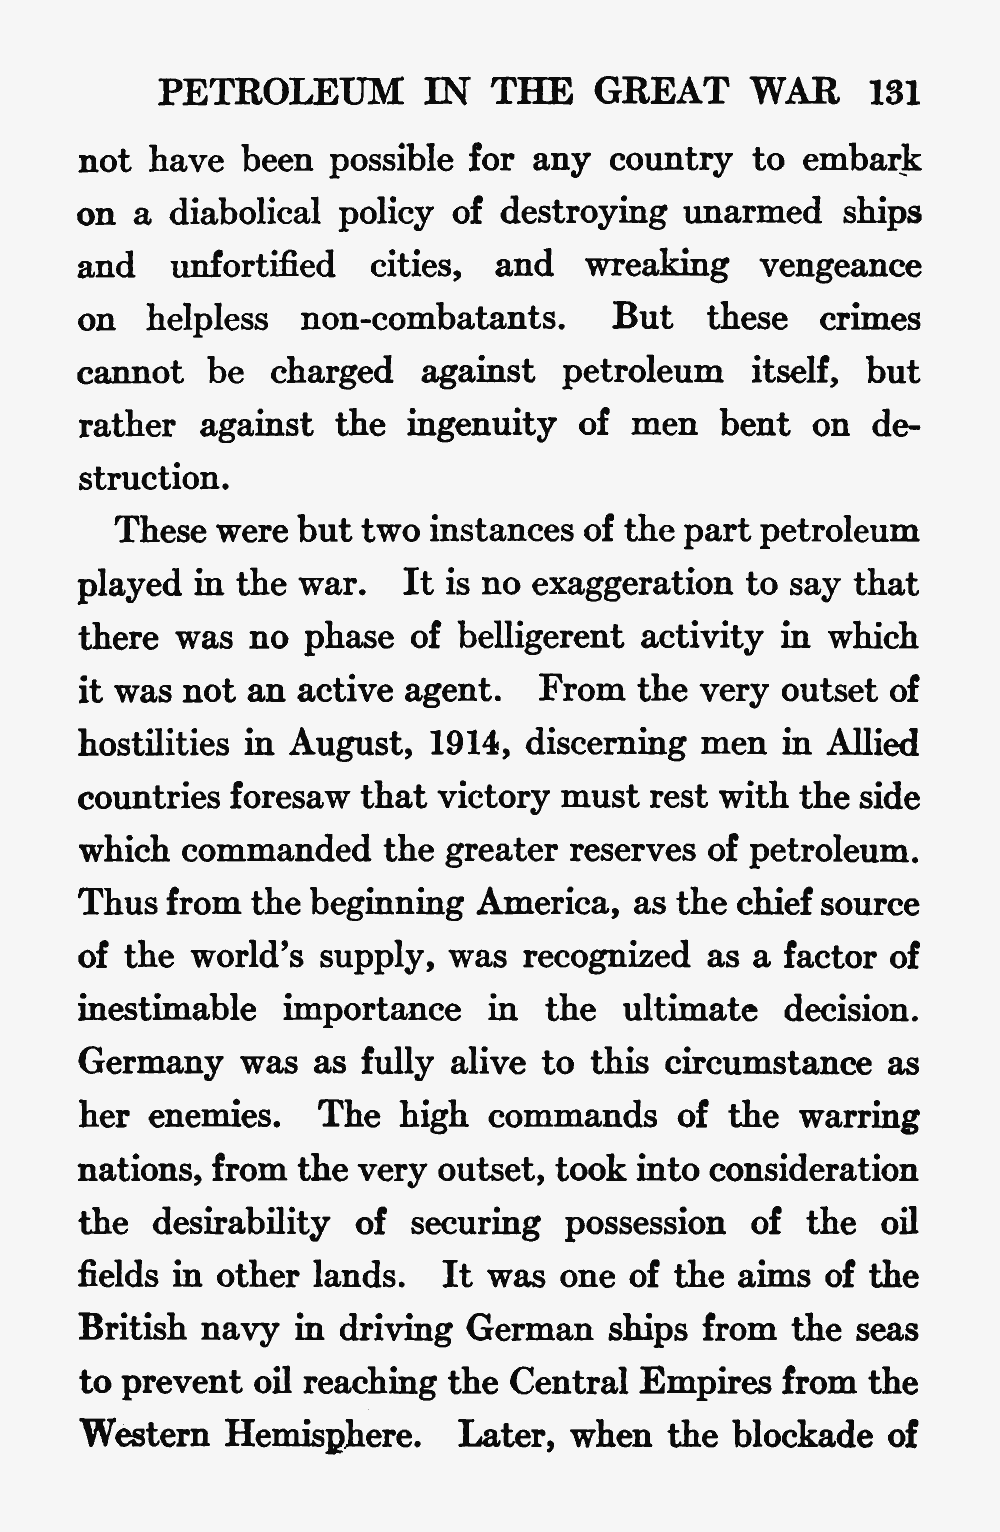 PETROLEUM IN THE GREAT WAR 131
not have been possible for any country to embark
on a diabolical policy of destroying unarmed ships
and unfortified cities, and wreaking vengeance
on helpless non-combatants. But these crimes
cannot be charged against petroleum itself, but
rather against the ingenuity of men bent on de-
struction.
These were but two instances of the part petroleum
played in the war. It is no exaggeration to say that
there was no phase of belligerent activity in which
it was not an active agent. From the very outset of
hostilities in August, 1914, discerning men in Allied
countries foresaw that victory must rest with the side
which commanded the greater reserves of petroleum.
Thus from the beginning America, as the chief source
of the world's supply, was recognized as a factor of
inestimable importance in the ultimate decision.
Germany was as fully alive to this circumstance as
her enemies. The high commands of the warring
nations, from the very outset, took into consideration
the desirability of securing possession of the oil
fields in other lands. It was one of the aims of the
British navy in driving German ships from the seas
to prevent oil reaching the Central Empires from the
Western Hemisphere. Later, when the blockade of